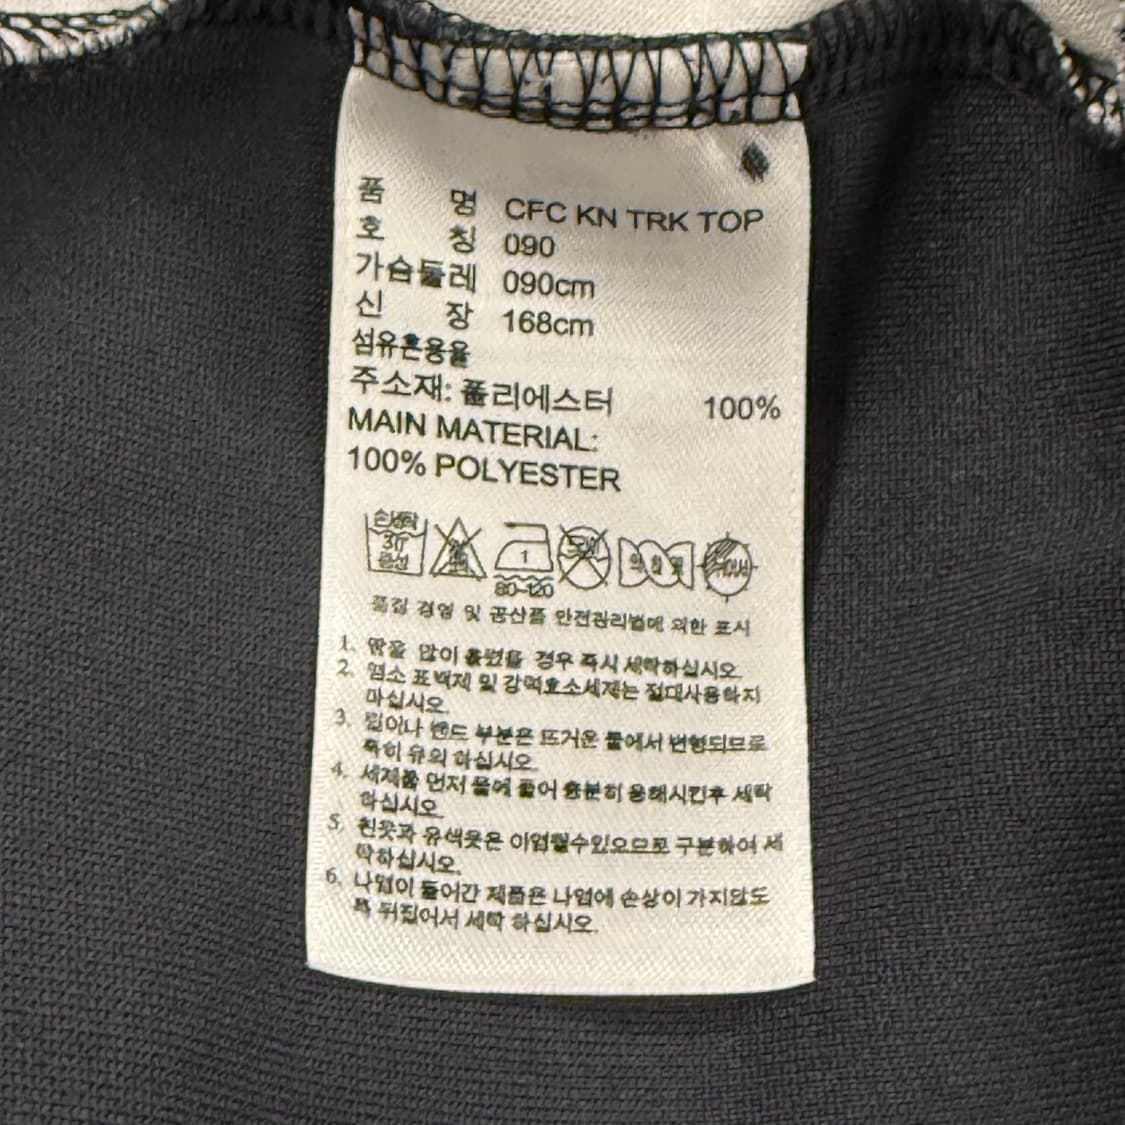 품 명 CFC KN TRK TOP
호 칭 090
가슴둘레 090cm
신 장 168cm
섬유혼용율
주소재: 폴리에스터 100%
MAIN MATERIAL:
100% POLYESTER
손세탁
30
중성
1
80-120
품질 경영 및 공산품 안전관리법에 의한 표시
1. 땀을 많이 흘렸을 경우 즉시 세탁하십시오
2. 염소 표백제 및 강력효소세제는 절대사용하지
마십시오.
3. 립이나 밴드 부분은 뜨거운 물에서 변형되므로
특히 유의 하십시오.
4. 세제를 먼저 물에 풀어 충분히 용해시킨후 세탁
하십시오.
5. 흰옷과 유색옷은 이염될수있으므로 구분하여 세
탁하십시오.
6. 나염이 들어간 제품은 나염에 손상이 가지않도
록 뒤집어서 세탁 하십시오.